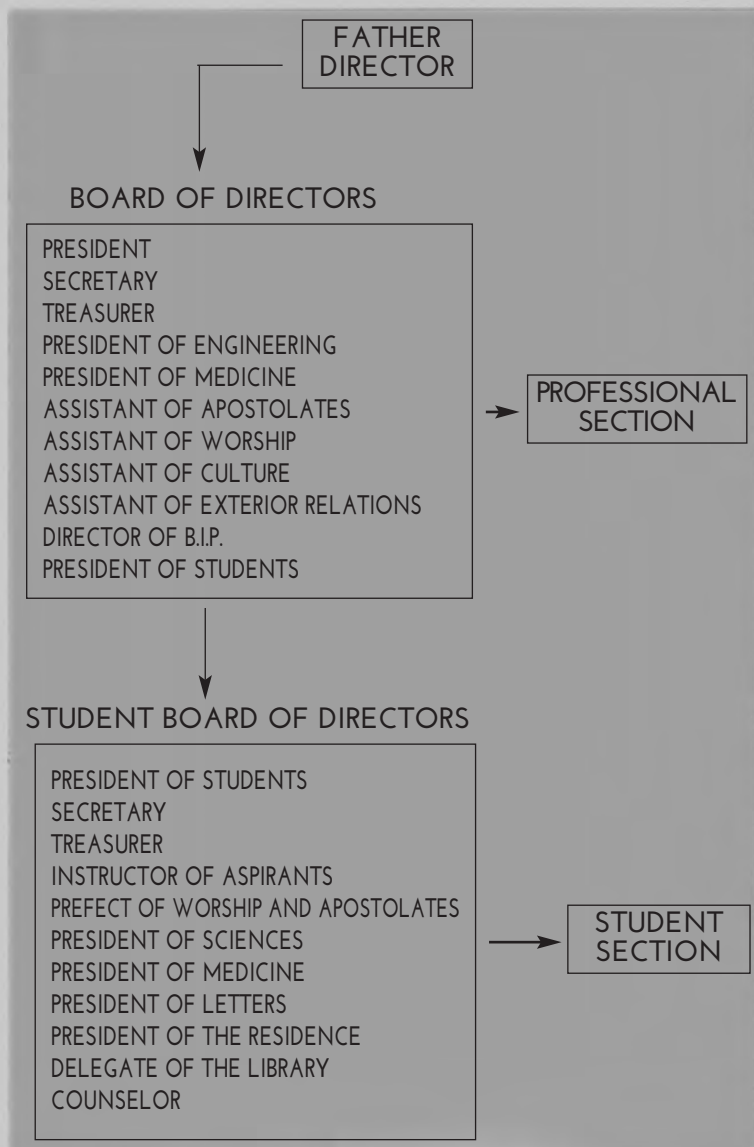 FATHER
DIRECTOR
BOARD OF DIRECTORS
PRESIDENT
SECRETARY
TREASURER
PRESIDENT OF ENGINEERING
PRESIDENT OF MEDICINE
ASSISTANT OF APOSTOLATES
ASSISTANT OF WORSHIP
ASSISTANT OF CULTURE
ASSISTANT OF EXTERIOR RELATIONS
DIRECTOR OF B.I.P.
PRESIDENT OF STUDENTS
PROFESSIONAL
SECTION
STUDENT BOARD OF DIRECTORS
PRESIDENT OF STUDENTS
SECRETARY
TREASURER
INSTRUCTOR OF ASPIRANTS
PREFECT OF WORSHIP AND APOSTOLATES
PRESIDENT OF SCIENCES
PRESIDENT OF MEDICINE
PRESIDENT OF LETTERS
PRESIDENT OF THE RESIDENCE
DELEGATE OF THE LIBRARY
COUNSELOR
STUDENT
SECTION